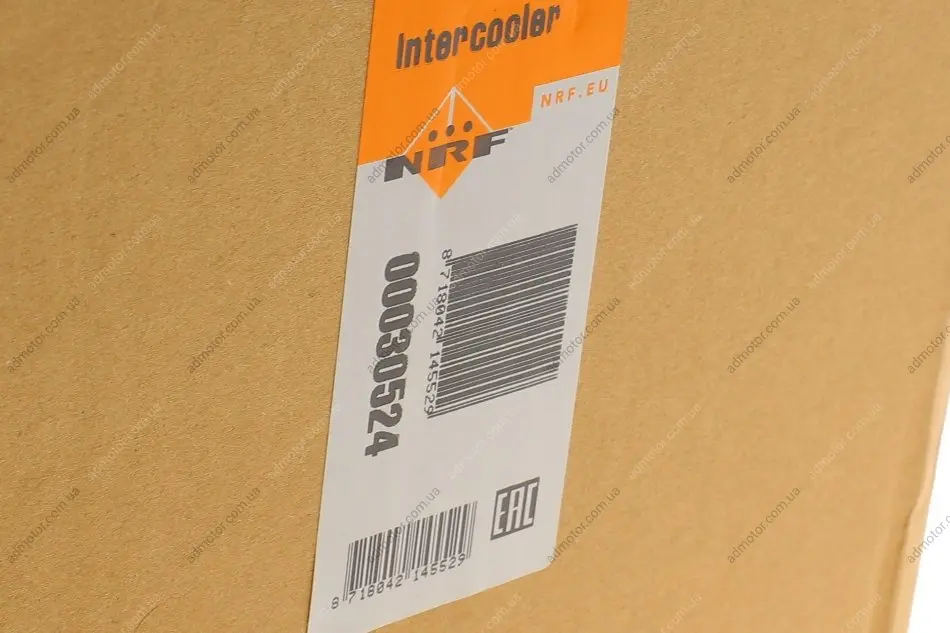 Intercooler
NRF.EU
NRF
00030524
8 718042 145529
EAC
8 718042 145529
admotor.com.ua